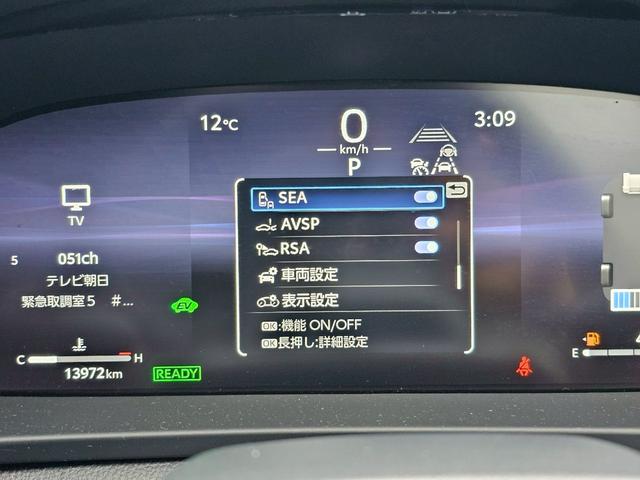 12℃
0
km/h
P
3:09
TV
5 051ch
テレビ朝日
緊急取調室5 #...
EV
C H
13972 km
READY
SEA
AVSP
RSA
車両設定
表示設定
OK:機能 ON/OFF
OK長押し:詳細設定
E